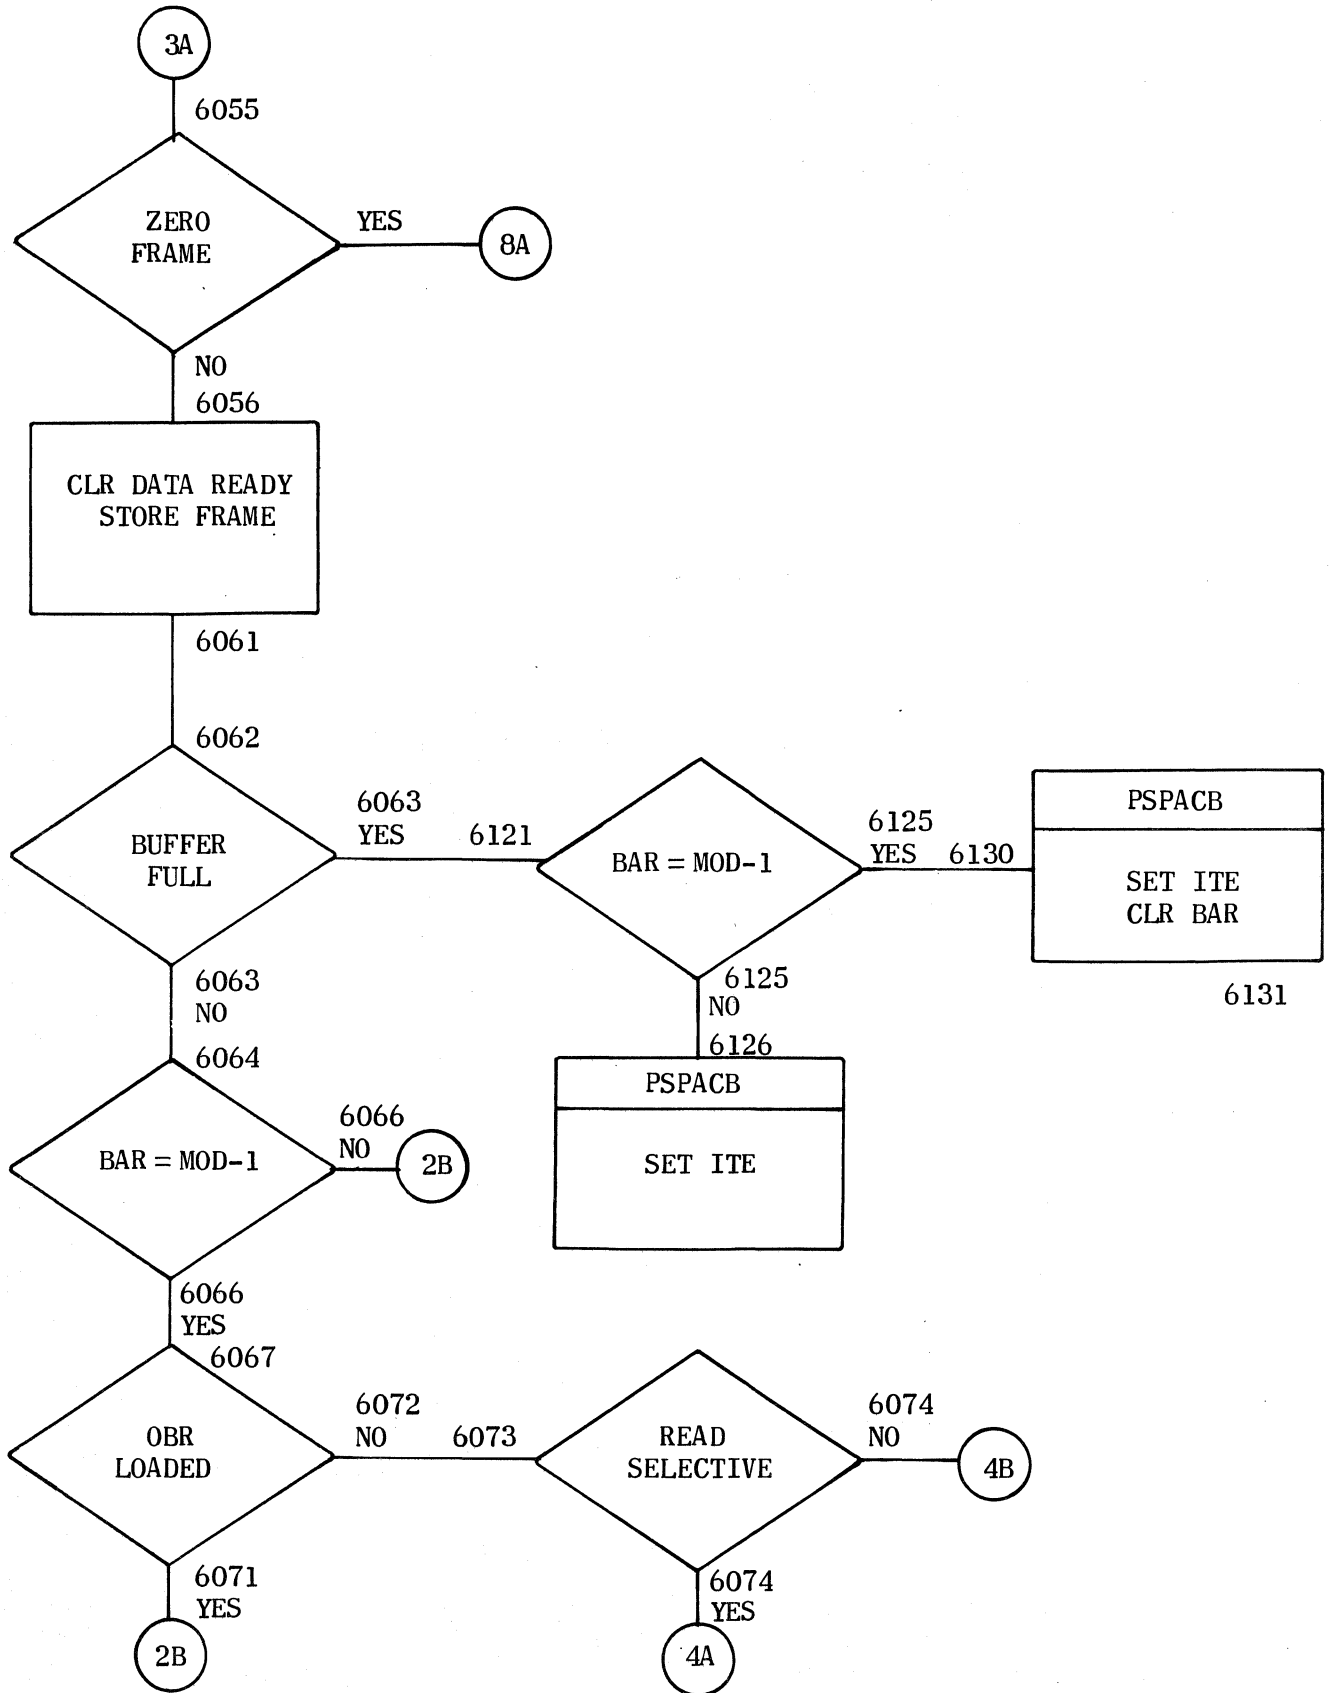 3A
6055
ZERO
FRAME
YES
8A
NO
6056
CLR DATA READY
STORE FRAME
6061
6062
BUFFER
FULL
6063
YES
6121
BAR = MOD-1
6125
YES
6130
PSPACB
SET ITE
CLR BAR
6131
6125
NO
6126
PSPACB
SET ITE
6063
NO
6064
BAR = MOD-1
6066
NO
2B
6066
YES
6067
OBR
LOADED
6072
NO
6073
READ
SELECTIVE
6074
NO
4B
6071
YES
2B
6074
YES
4A